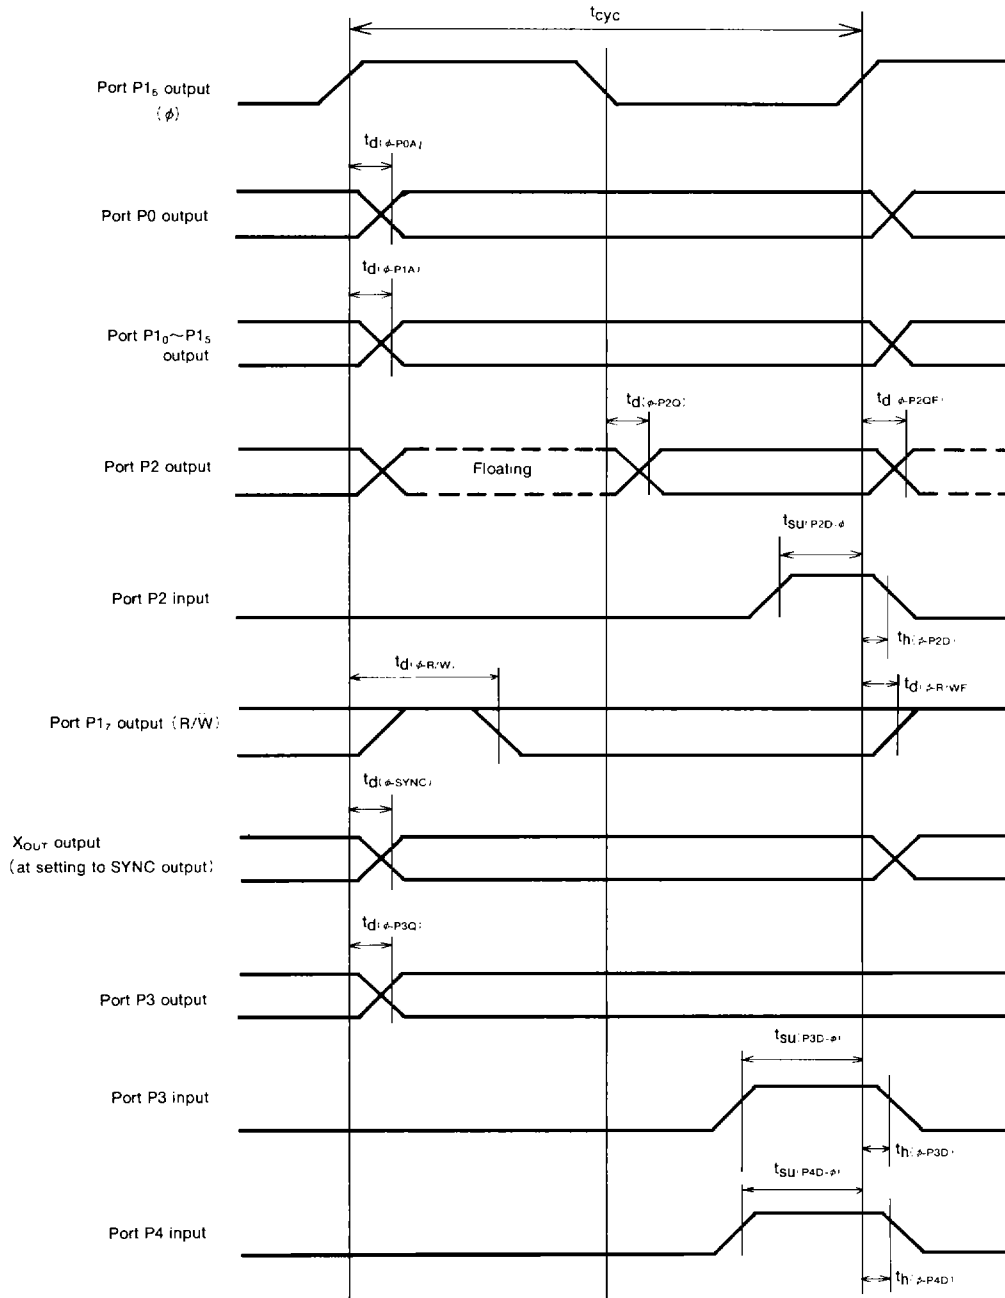 tcyc
Port P1₆ output
(φ)
td(φ-P0A)
Port P0 output
td(φ-P1A)
Port P1₀~P1₅
output
td(φ-P2Q)
td(φ-P2QF)
Port P2 output
Floating
tsu(P2D-φ)
Port P2 input
th(φ-P2D)
td(φ-R/W)
td(φ-R/WF)
Port P1₇ output (R/W̄)
td(φ-SYNC)
XOUT output
(at setting to SYNC output)
td(φ-P3Q)
Port P3 output
tsu(P3D-φ)
Port P3 input
th(φ-P3D)
tsu(P4D-φ)
Port P4 input
th(φ-P4D)